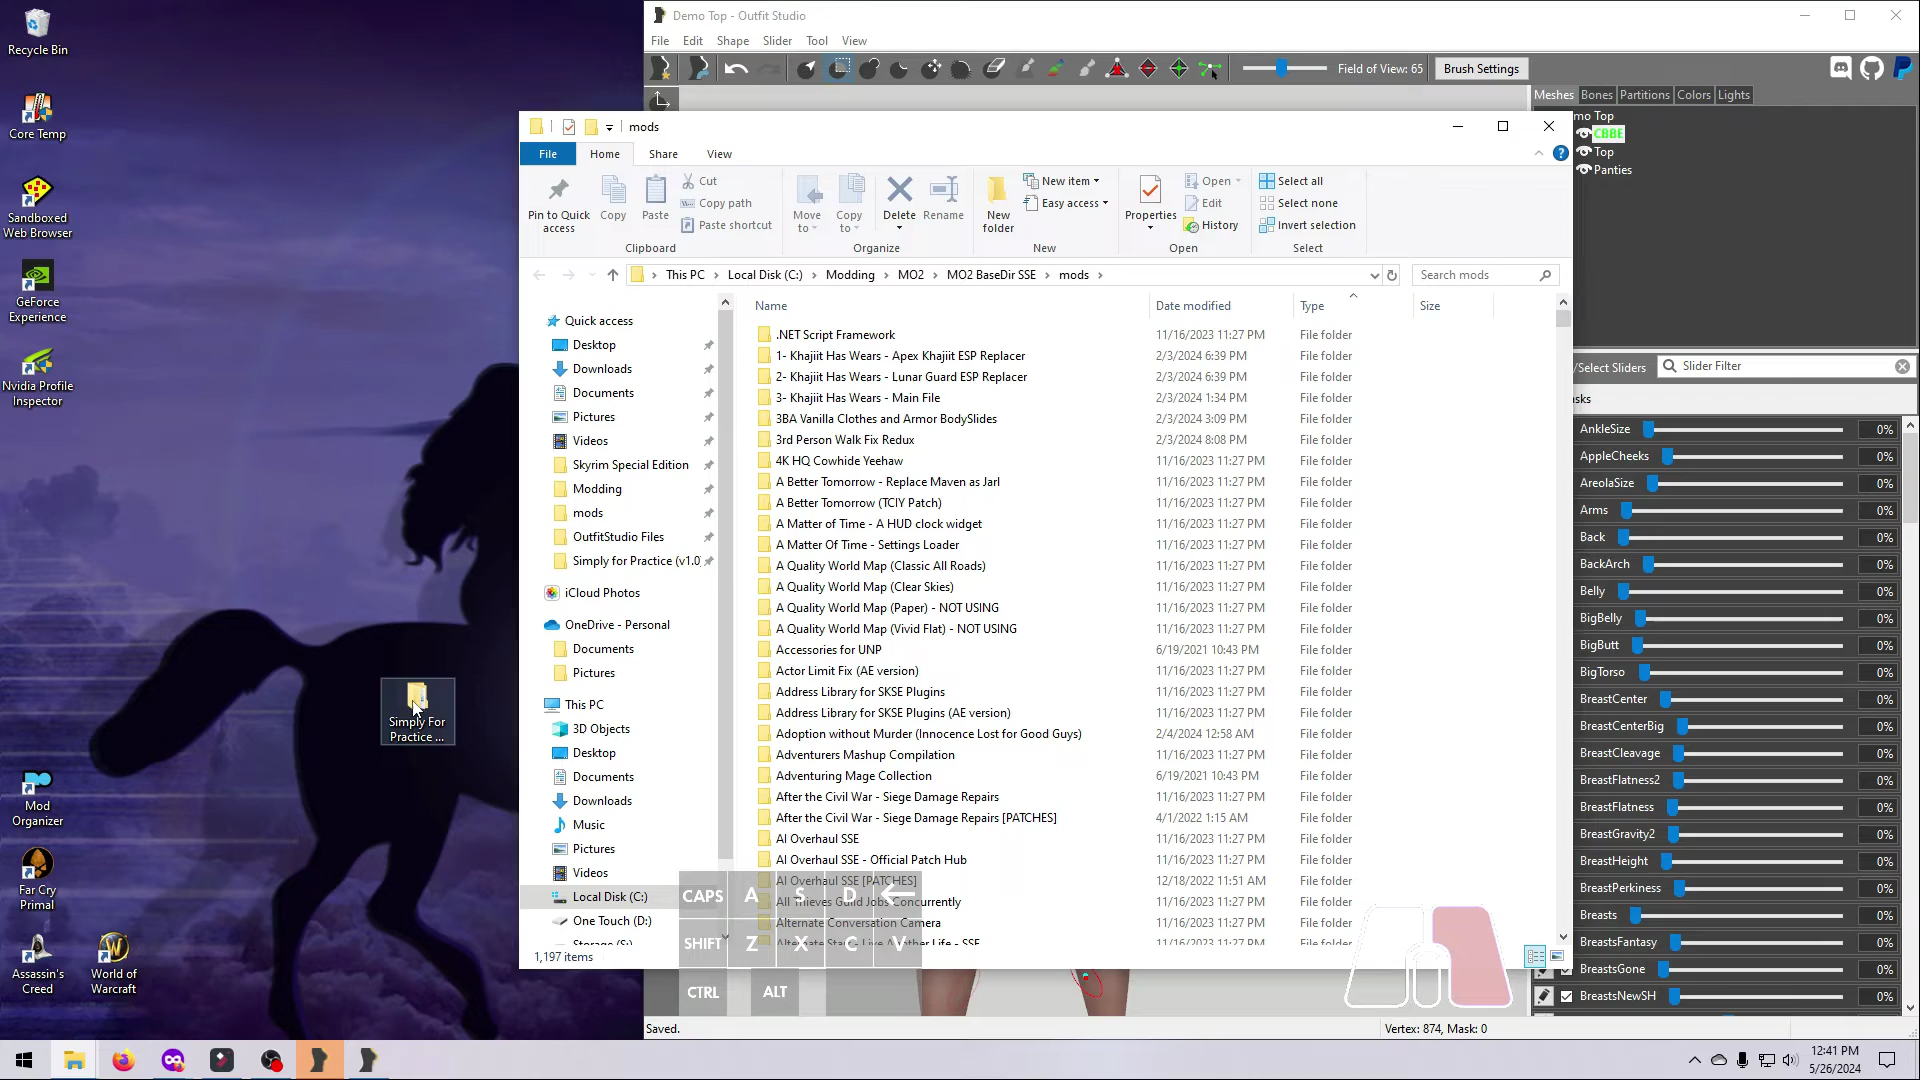 Recycle Bin
Core Temp
Sandboxed
Web Browser
GeForce
Experience
Nvidia Profile
Inspector
Simply For
Practice ...
Mod
Organizer
Far Cry
Primal
Assassin's
Creed
World of
Warcraft
Demo Top - Outfit Studio
File Edit Shape Slider Tool View
Field of View: 65 Brush Settings
Meshes Bones Partitions Colors Lights
mo Top
CBBE
Top
Panties
/Select Sliders Slider Filter
sks
AnkleSize 0%
AppleCheeks 0%
AreolaSize 0%
Arms 0%
Back 0%
BackArch 0%
Belly 0%
BigBelly 0%
BigButt 0%
BigTorso 0%
BreastCenter 0%
BreastCenterBig 0%
BreastCleavage 0%
BreastFlatness2 0%
BreastFlatness 0%
BreastGravity2 0%
BreastHeight 0%
BreastPerkiness 0%
Breasts 0%
BreastsFantasy 0%
BreastsGone 0%
BreastsNewSH 0%
mods
File Home Share View
Pin to Quick
access
Copy
Paste
Cut
Copy path
Paste shortcut
Clipboard
Move
to
Copy
to
Delete
Rename
Organize
New
folder
New item
Easy access
New
Properties
Open
Edit
History
Open
Select all
Select none
Invert selection
Select
This PC Local Disk (C:) Modding MO2 MO2 BaseDir SSE mods
Search mods
Quick access
Desktop
Downloads
Documents
Pictures
Videos
Skyrim Special Edition
Modding
mods
OutfitStudio Files
Simply for Practice (v1.0)
iCloud Photos
OneDrive - Personal
Documents
Pictures
This PC
3D Objects
Desktop
Documents
Downloads
Music
Pictures
Videos
Local Disk (C:)
One Touch (D:)
Storage (S:)
Name Date modified Type Size
.NET Script Framework 11/16/2023 11:27 PM File folder
1- Khajiit Has Wears - Apex Khajiit ESP Replacer 2/3/2024 6:39 PM File folder
2- Khajiit Has Wears - Lunar Guard ESP Replacer 2/3/2024 6:39 PM File folder
3- Khajiit Has Wears - Main File 2/3/2024 1:34 PM File folder
3BA Vanilla Clothes and Armor BodySlides 2/3/2024 3:09 PM File folder
3rd Person Walk Fix Redux 2/3/2024 8:08 PM File folder
4K HQ Cowhide Yeehaw 11/16/2023 11:27 PM File folder
A Better Tomorrow - Replace Maven as Jarl 11/16/2023 11:27 PM File folder
A Better Tomorrow (TCIY Patch) 11/16/2023 11:27 PM File folder
A Matter of Time - A HUD clock widget 11/16/2023 11:27 PM File folder
A Matter Of Time - Settings Loader 11/16/2023 11:27 PM File folder
A Quality World Map (Classic All Roads) 11/16/2023 11:27 PM File folder
A Quality World Map (Clear Skies) 11/16/2023 11:27 PM File folder
A Quality World Map (Paper) - NOT USING 11/16/2023 11:27 PM File folder
A Quality World Map (Vivid Flat) - NOT USING 11/16/2023 11:27 PM File folder
Accessories for UNP 6/19/2021 10:43 PM File folder
Actor Limit Fix (AE version) 11/16/2023 11:27 PM File folder
Address Library for SKSE Plugins 11/16/2023 11:27 PM File folder
Address Library for SKSE Plugins (AE version) 11/16/2023 11:27 PM File folder
Adoption without Murder (Innocence Lost for Good Guys) 2/4/2024 12:58 AM File folder
Adventurers Mashup Compilation 11/16/2023 11:27 PM File folder
Adventuring Mage Collection 6/19/2021 10:43 PM File folder
After the Civil War - Siege Damage Repairs 11/16/2023 11:27 PM File folder
After the Civil War - Siege Damage Repairs [PATCHES] 4/1/2022 1:15 AM File folder
AI Overhaul SSE 11/16/2023 11:27 PM File folder
AI Overhaul SSE - Official Patch Hub 11/16/2023 11:27 PM File folder
AI Overhaul SSE [PATCHES] 12/18/2022 11:51 AM File folder
All Thieves Guild Jobs Concurrently 11/16/2023 11:27 PM File folder
Alternate Conversation Camera 11/16/2023 11:27 PM File folder
Alternate Start - Live Another Life - SSE 11/16/2023 11:27 PM File folder
1,197 items
CAPS A S D
SHIFT Z X C V
CTRL ALT
Saved. Vertex: 874, Mask: 0
12:41 PM
5/26/2024